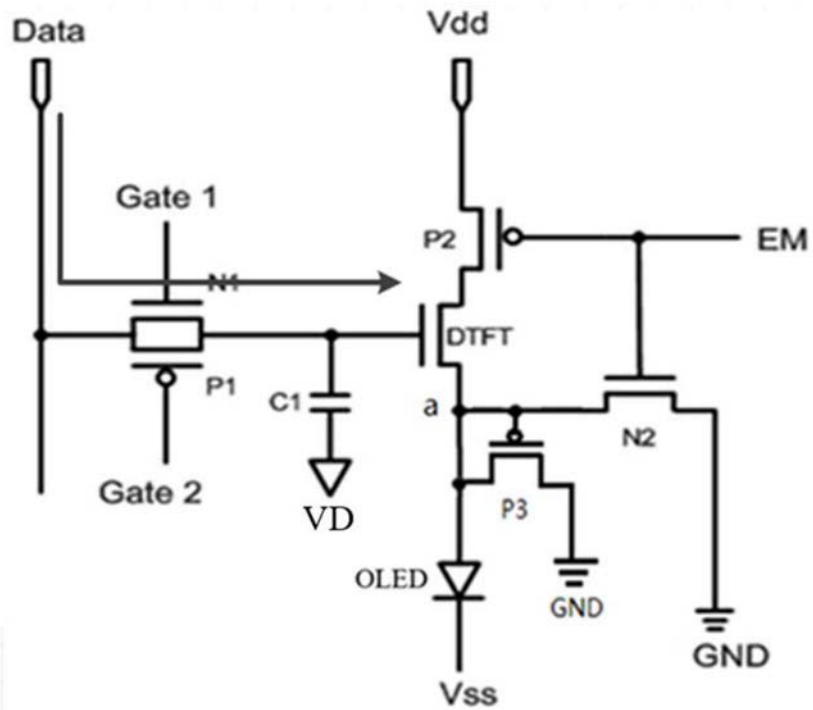 Data
Vdd
Gate 1
N1
P2
EM
DTFT
P1
C1
a
N2
Gate 2
VD
P3
OLED
GND
GND
Vss